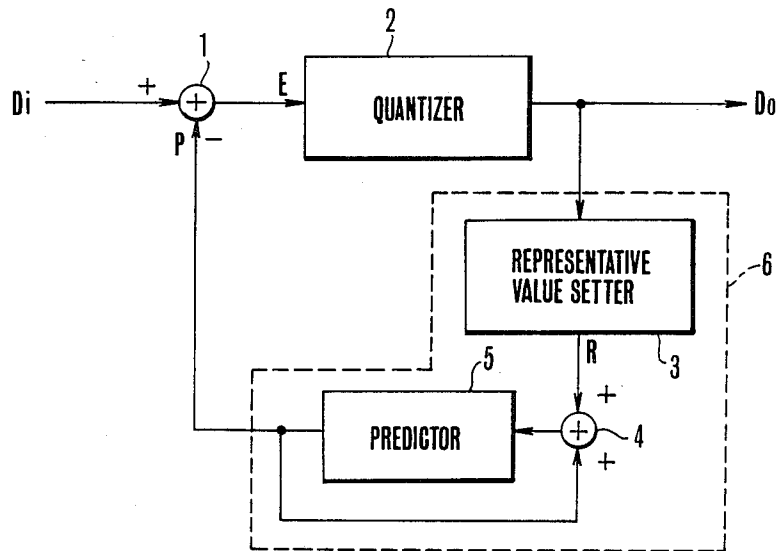 1
2
Di
+
+
E
QUANTIZER
Do
P
−
REPRESENTATIVE
VALUE SETTER
6
R
3
5
+
PREDICTOR
+
4
+